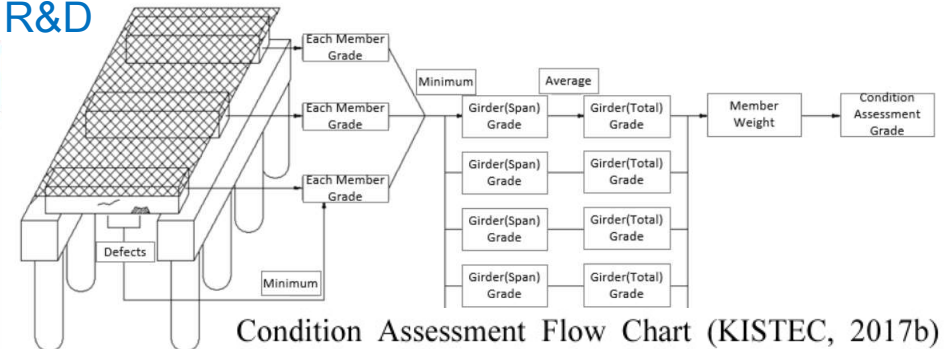 R&D
Each Member
Grade
Minimum
Average
Girder(Span)
Grade
Girder(Total)
Grade
Member
Weight
Condition
Assessment
Grade
Each Member
Grade
Girder(Span)
Grade
Girder(Total)
Grade
Each Member
Grade
Girder(Span)
Grade
Girder(Total)
Grade
Defects
Minimum
Girder(Span)
Grade
Girder(Total)
Grade
Condition Assessment Flow Chart (KISTEC, 2017b)